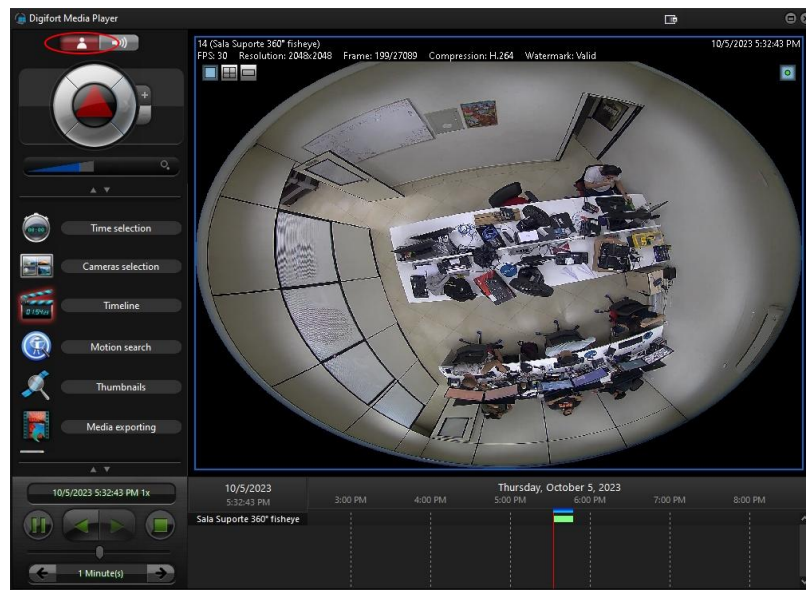 Digifort Media Player
14 (Sala Suporte 360° fisheye)
10/5/2023 5:32:43 PM
FPS: 30 Resolution: 2048x2048 Frame: 199/27089 Compression: H.264 Watermark: Valid
Time selection
Cameras selection
Timeline
Motion search
Thumbnails
Media exporting
10/5/2023 5:32:43 PM 1x
1 Minute(s)
10/5/2023
Thursday, October 5, 2023
5:32:43 PM
3:00 PM 4:00 PM 5:00 PM 6:00 PM 7:00 PM 8:00 PM
Sala Suporte 360° fisheye